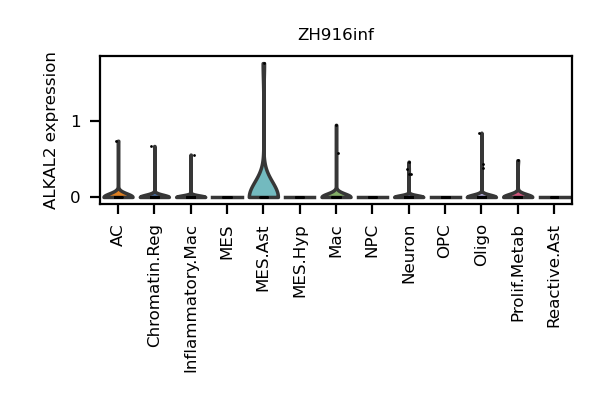 ZH916inf
ALKAL2 expression
1
0
AC
Chromatin.Reg
Inflammatory.Mac
MES
MES.Ast
MES.Hyp
Mac
NPC
Neuron
OPC
Oligo
Prolif.Metab
Reactive.Ast